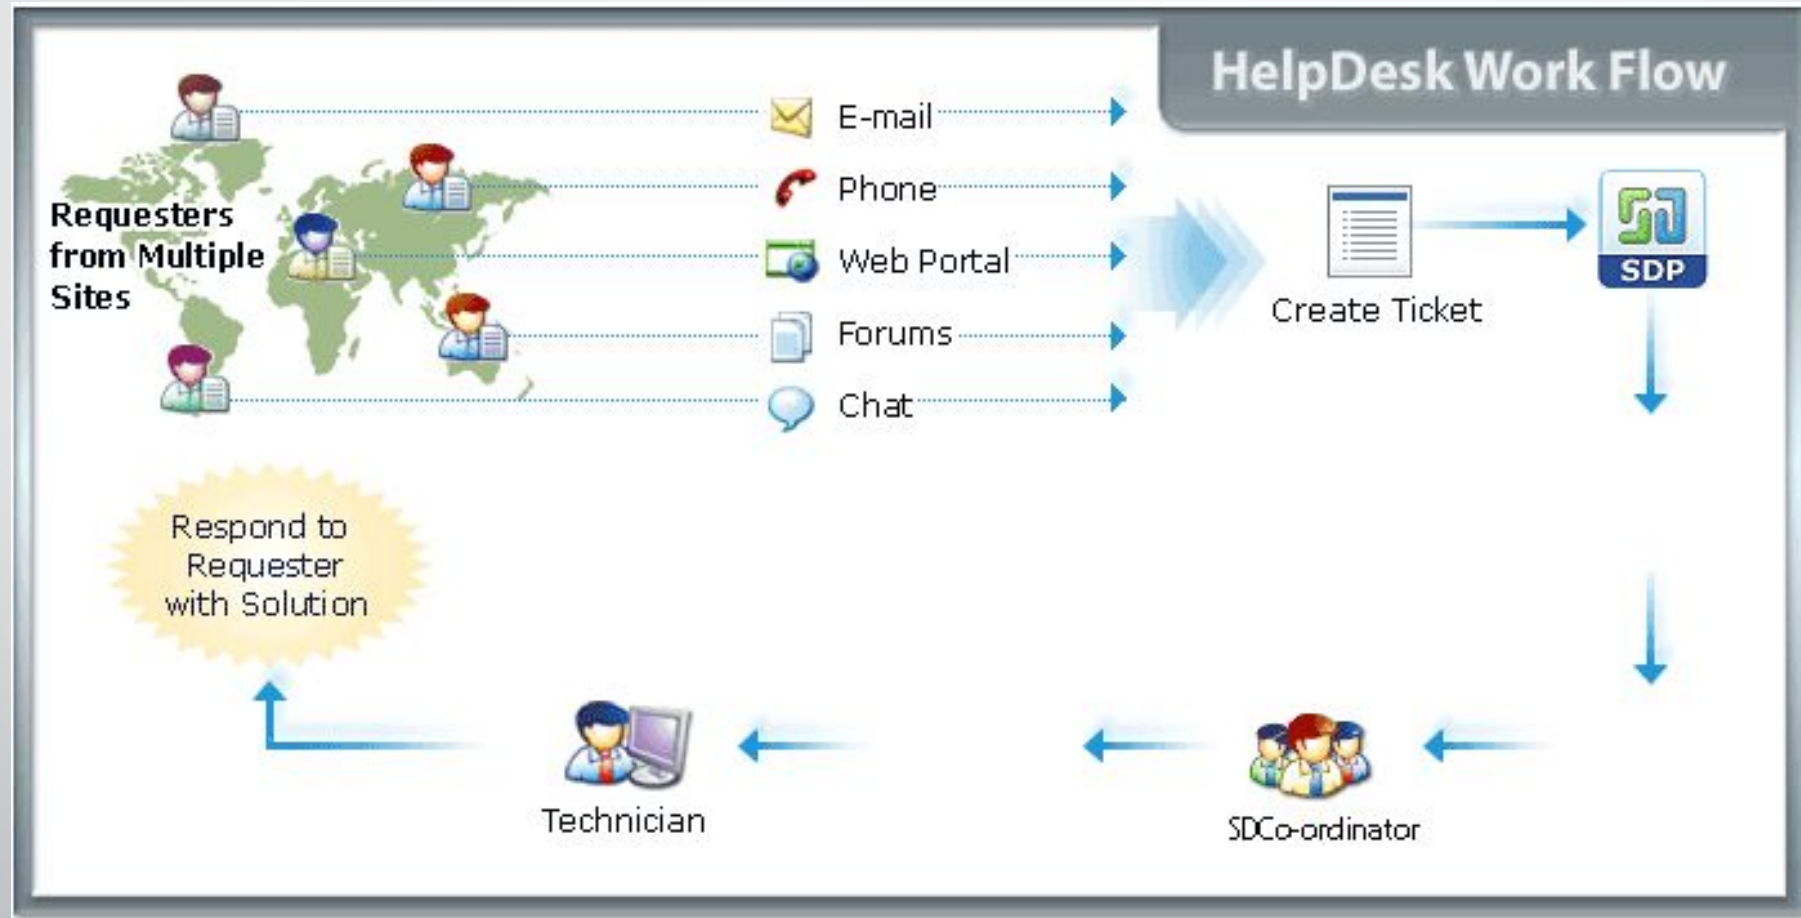 HelpDesk Work Flow
Requesters
from Multiple
Sites
E-mail
Phone
Web Portal
Forums
Chat
Create Ticket
SDP
Respond to
Requester
with Solution
Technician
SDCo-ordinator